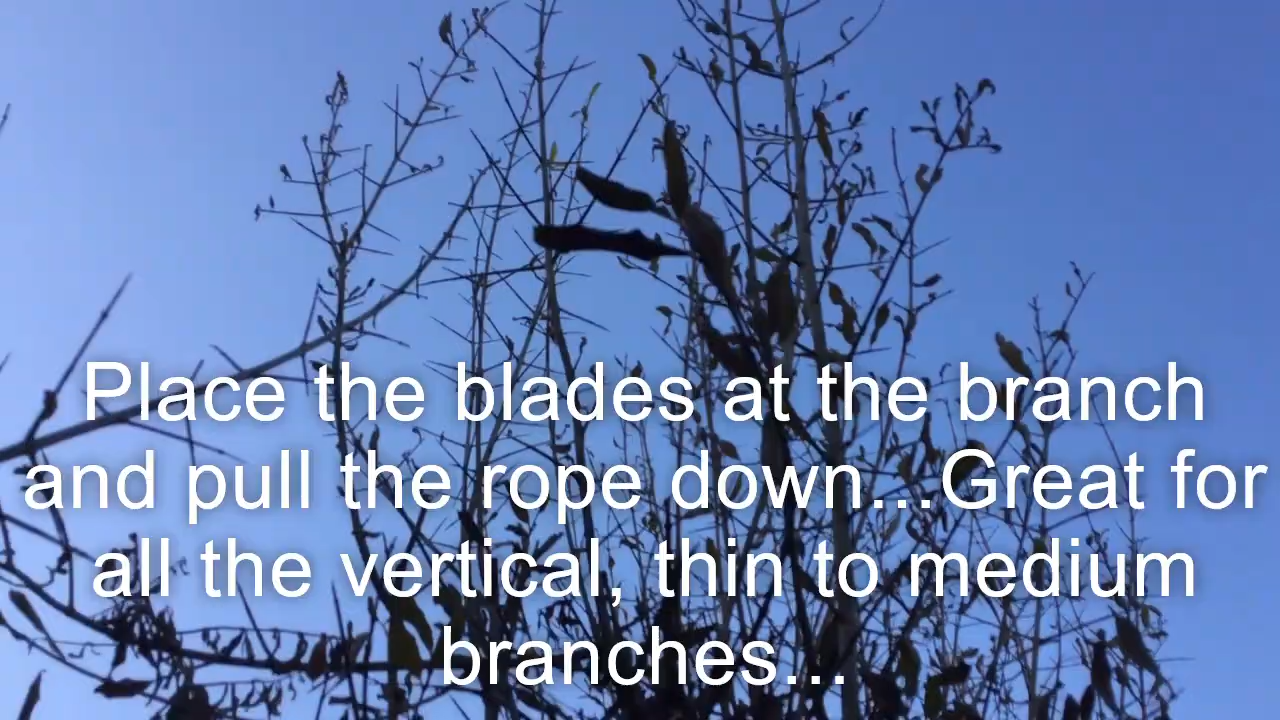 Place the blades at the branch
and pull the rope down...Great for
all the vertical, thin to medium
branches...